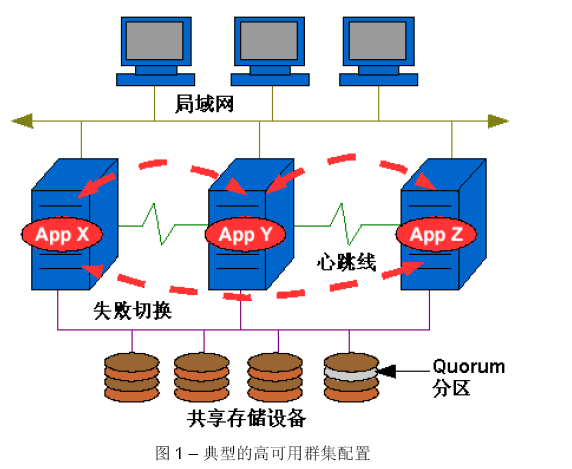 局域网
App X
App Y
App Z
心跳线
失败切换
Quorum
分区
共享存储设备
图 1 – 典型的高可用群集配置